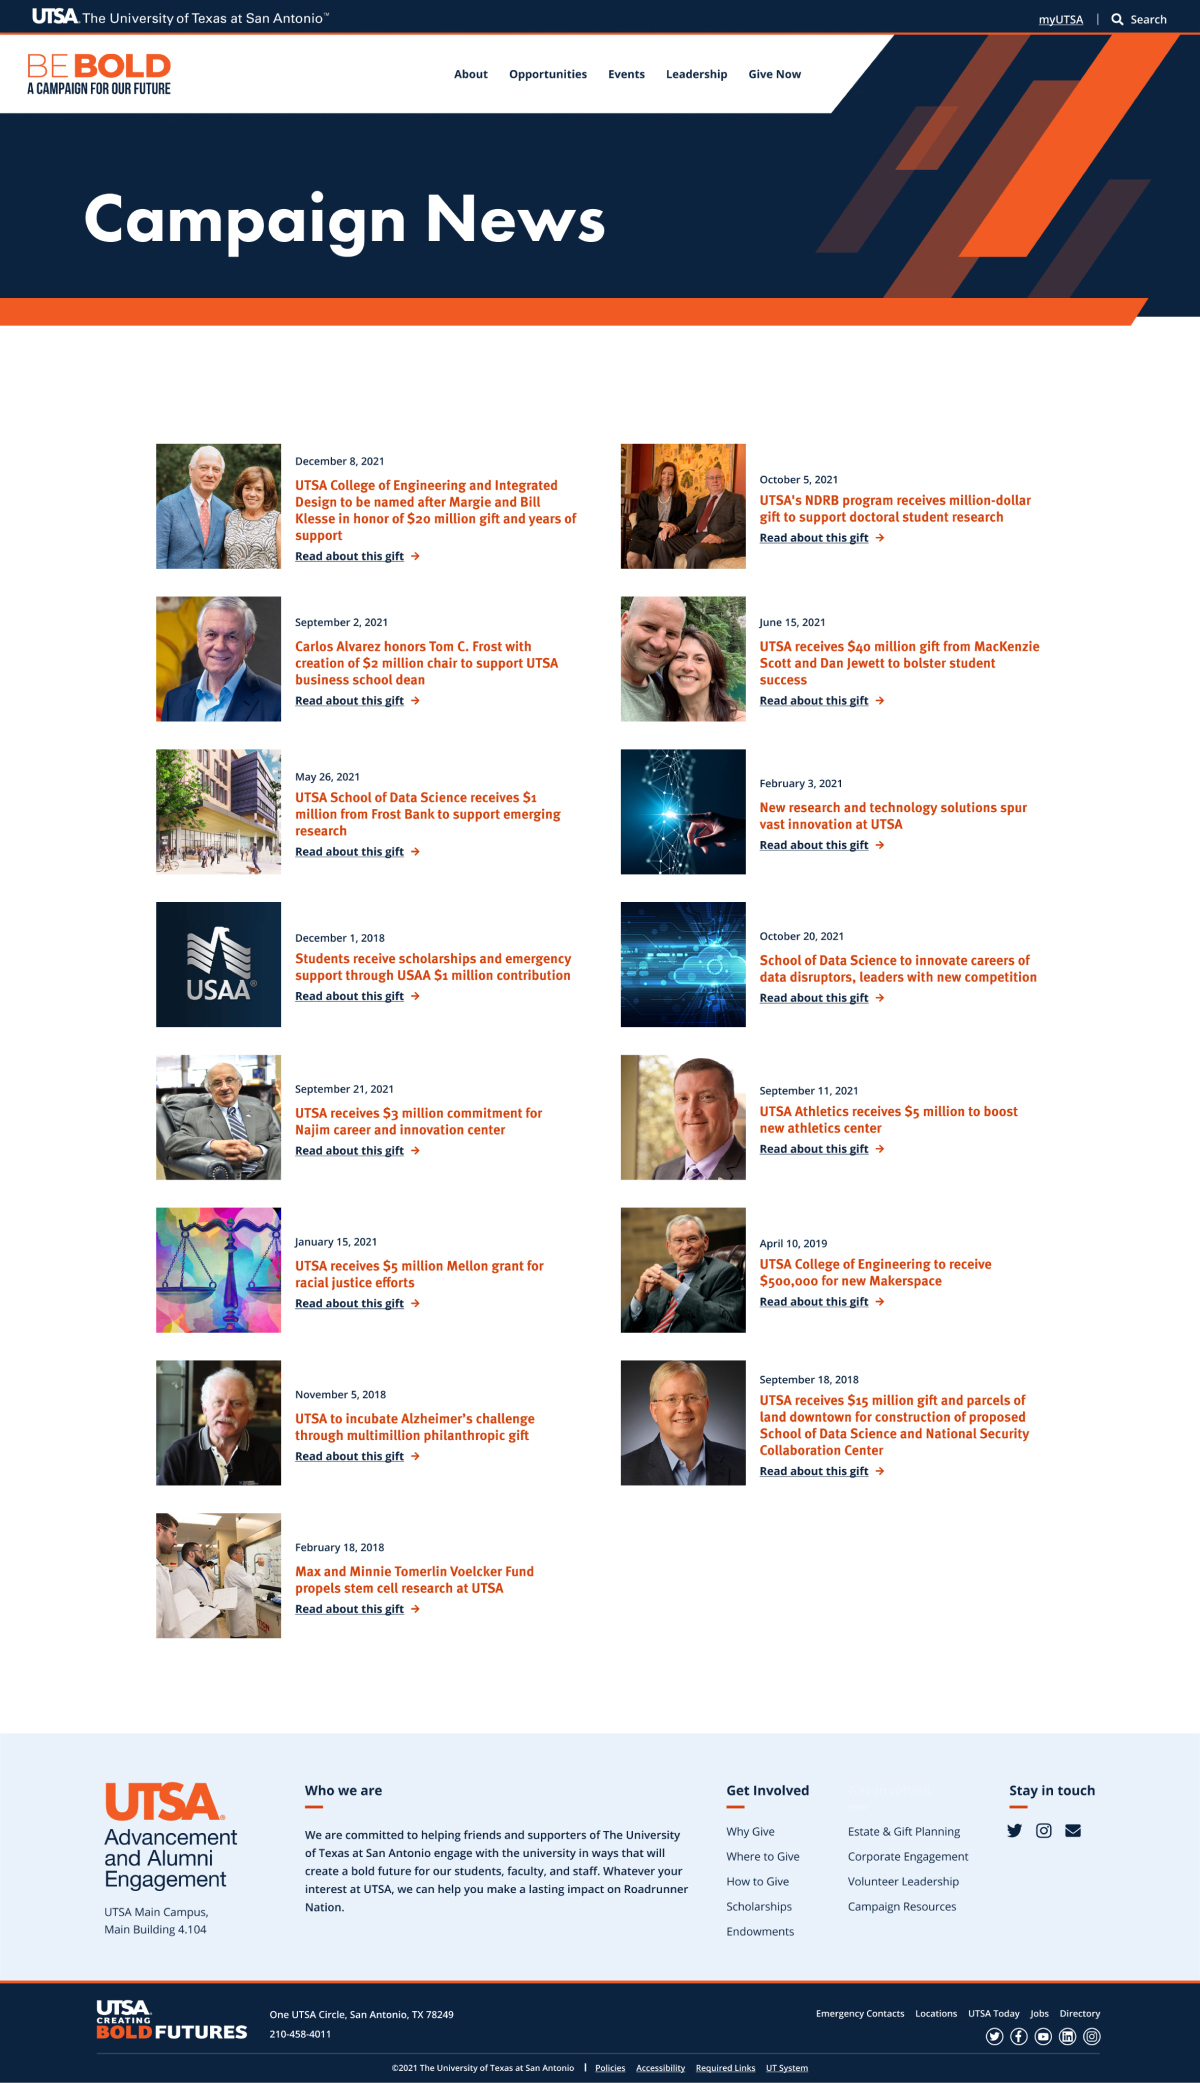 UTSA. The University of Texas at San Antonio™
myUTSA | Search
BE BOLD
A CAMPAIGN FOR OUR FUTURE
About Opportunities Events Leadership Give Now
Campaign News
December 8, 2021
UTSA College of Engineering and Integrated
Design to be named after Margie and Bill
Klesse in honor of $20 million gift and years of
support
Read about this gift →
October 5, 2021
UTSA's NDRB program receives million-dollar
gift to support doctoral student research
Read about this gift →
September 2, 2021
Carlos Alvarez honors Tom C. Frost with
creation of $2 million chair to support UTSA
business school dean
Read about this gift →
June 15, 2021
UTSA receives $40 million gift from MacKenzie
Scott and Dan Jewett to bolster student
success
Read about this gift →
May 26, 2021
UTSA School of Data Science receives $1
million from Frost Bank to support emerging
research
Read about this gift →
February 3, 2021
New research and technology solutions spur
vast innovation at UTSA
Read about this gift →
USAA®
December 1, 2018
Students receive scholarships and emergency
support through USAA $1 million contribution
Read about this gift →
October 20, 2021
School of Data Science to innovate careers of
data disruptors, leaders with new competition
Read about this gift →
September 21, 2021
UTSA receives $3 million commitment for
Najim career and innovation center
Read about this gift →
September 11, 2021
UTSA Athletics receives $5 million to boost
new athletics center
Read about this gift →
January 15, 2021
UTSA receives $5 million Mellon grant for
racial justice efforts
Read about this gift →
April 10, 2019
UTSA College of Engineering to receive
$500,000 for new Makerspace
Read about this gift →
November 5, 2018
UTSA to incubate Alzheimer's challenge
through multimillion philanthropic gift
Read about this gift →
September 18, 2018
UTSA receives $15 million gift and parcels of
land downtown for construction of proposed
School of Data Science and National Security
Collaboration Center
Read about this gift →
February 18, 2018
Max and Minnie Tomerlin Voelcker Fund
propels stem cell research at UTSA
Read about this gift →
UTSA®
Advancement
and Alumni
Engagement
UTSA Main Campus,
Main Building 4.104
Who we are
We are committed to helping friends and supporters of The University
of Texas at San Antonio engage with the university in ways that will
create a bold future for our students, faculty, and staff. Whatever your
interest at UTSA, we can help you make a lasting impact on Roadrunner
Nation.
Get Involved
Why Give
Where to Give
How to Give
Scholarships
Endowments
Estate & Gift Planning
Corporate Engagement
Volunteer Leadership
Campaign Resources
Stay in touch
UTSA.
CREATING
BOLD FUTURES
One UTSA Circle, San Antonio, TX 78249
210-458-4011
Emergency Contacts Locations UTSA Today Jobs Directory
©2021 The University of Texas at San Antonio | Policies Accessibility Required Links UT System